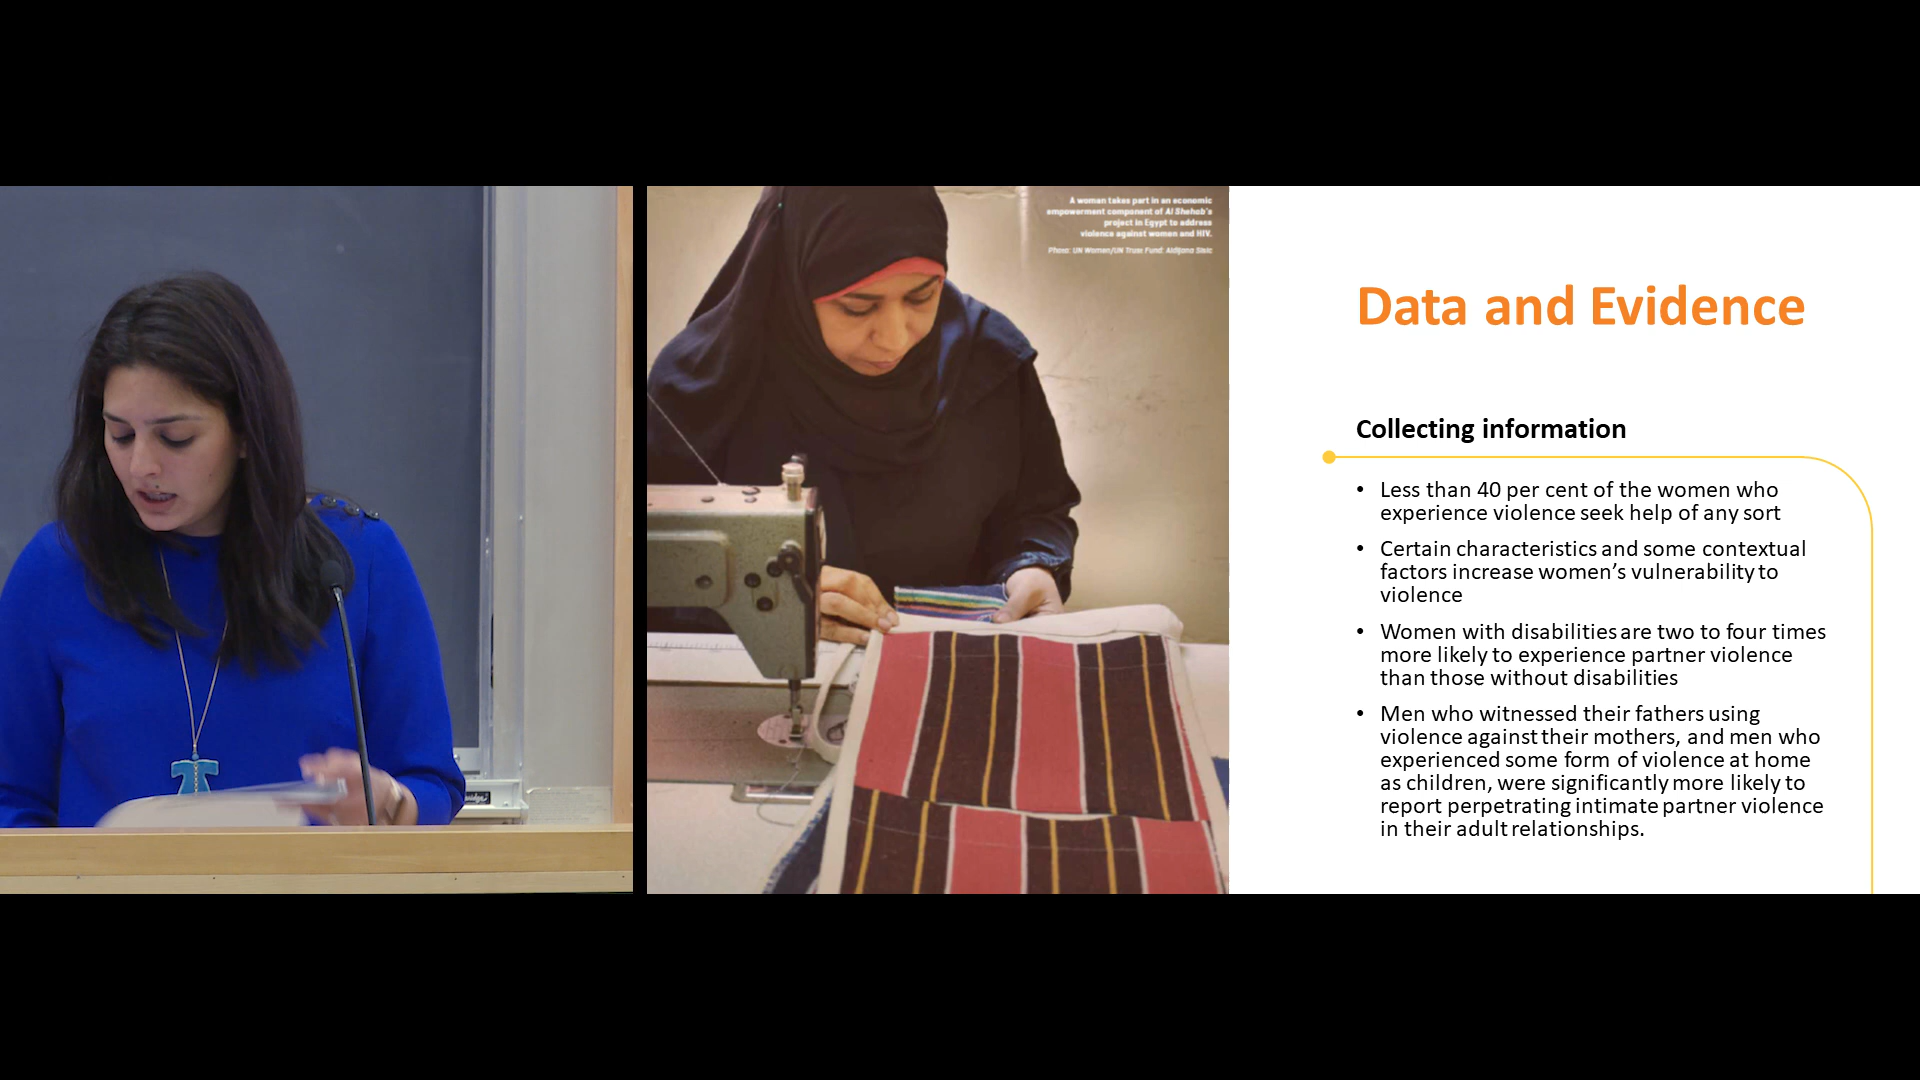 A woman takes part in an economic
empowerment component of Al Shehab's
project in Egypt to address
violence against women and HIV.
Photo: UN Women/UN Trust Fund: Aldijana Sisic
Data and Evidence
Collecting information
• Less than 40 per cent of the women who
experience violence seek help of any sort
• Certain characteristics and some contextual
factors increase women’s vulnerability to
violence
• Women with disabilities are two to four times
more likely to experience partner violence
than those without disabilities
• Men who witnessed their fathers using
violence against their mothers, and men who
experienced some form of violence at home
as children, were significantly more likely to
report perpetrating intimate partner violence
in their adult relationships.